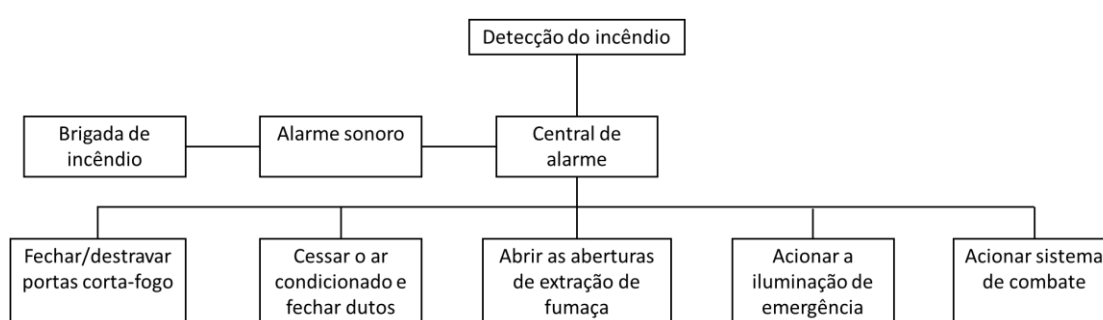 Detecção do incêndio
Brigada de
incêndio
Alarme sonoro
Central de
alarme
Fechar/destravar
portas corta-fogo
Cessar o ar
condicionado e
fechar dutos
Abrir as aberturas
de extração de
fumaça
Acionar a
iluminação de
emergência
Acionar sistema
de combate